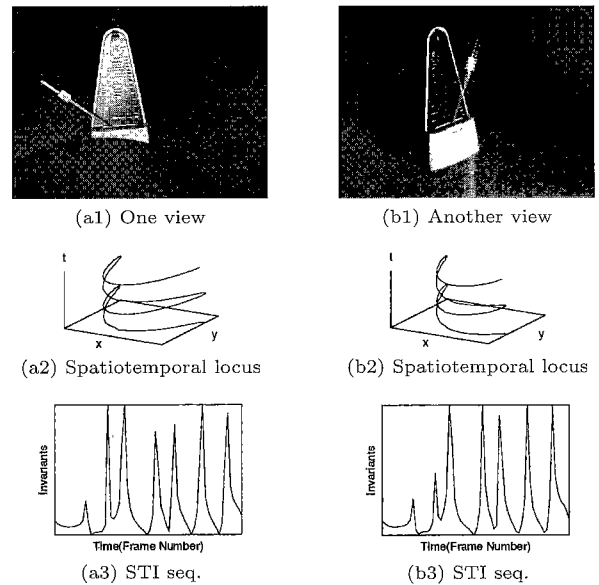 (a1) One view
(b1) Another view
t
x
y
(a2) Spatiotemporal locus
t
x
y
(b2) Spatiotemporal locus
Invariants
Time(Frame Number)
(a3) STI seq.
Invariants
Time(Frame Number)
(b3) STI seq.